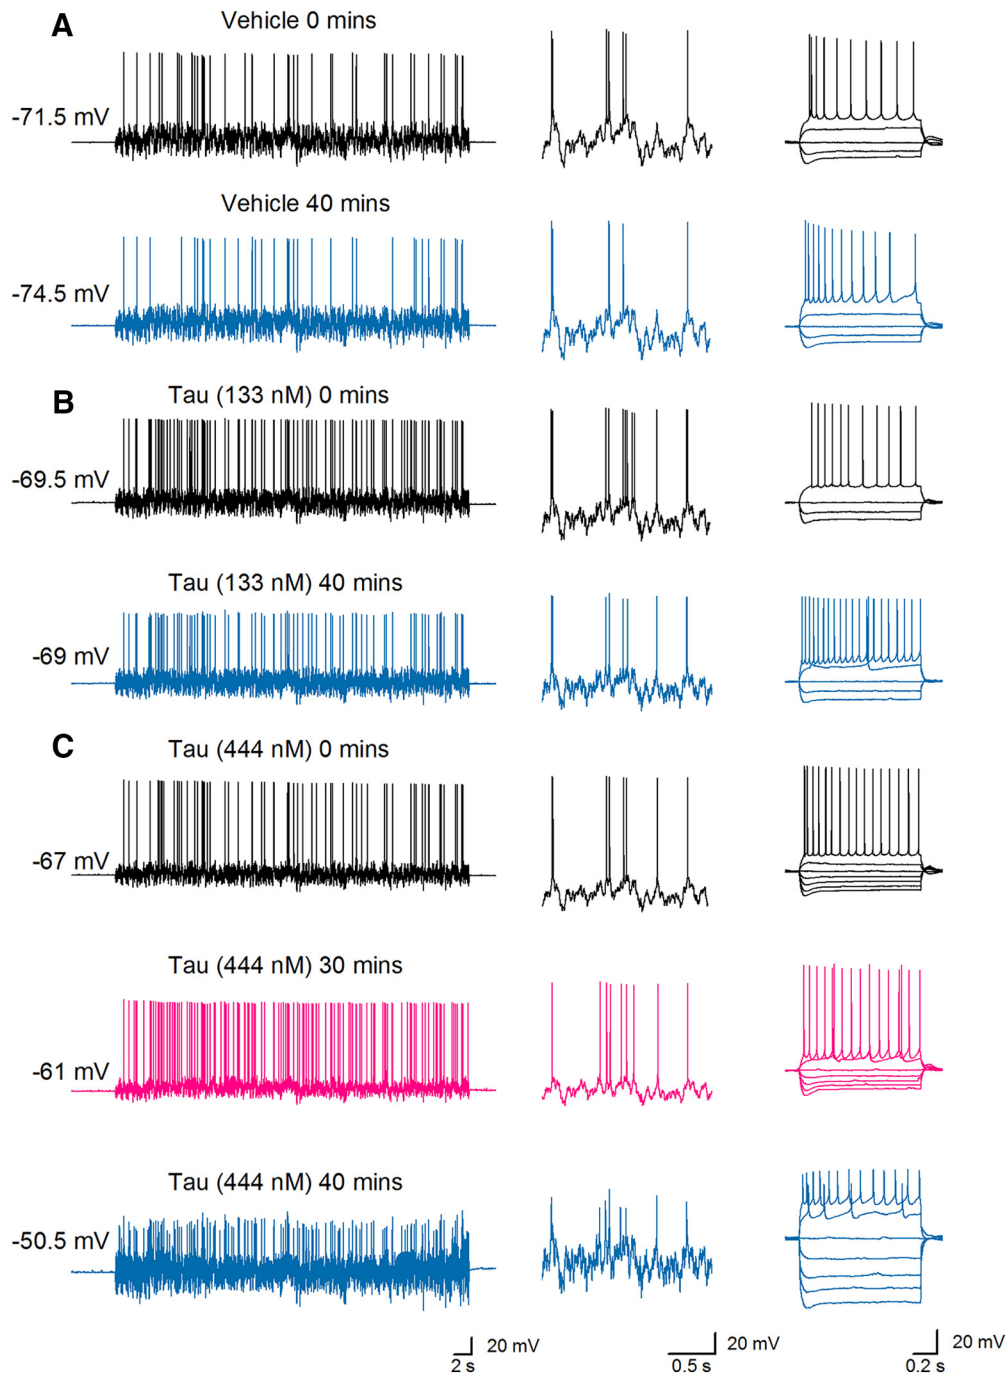 A
Vehicle 0 mins
-71.5 mV
Vehicle 40 mins
-74.5 mV
B
Tau (133 nM) 0 mins
-69.5 mV
Tau (133 nM) 40 mins
-69 mV
C
Tau (444 nM) 0 mins
-67 mV
Tau (444 nM) 30 mins
-61 mV
Tau (444 nM) 40 mins
-50.5 mV
20 mV
2 s
20 mV
0.5 s
20 mV
0.2 s